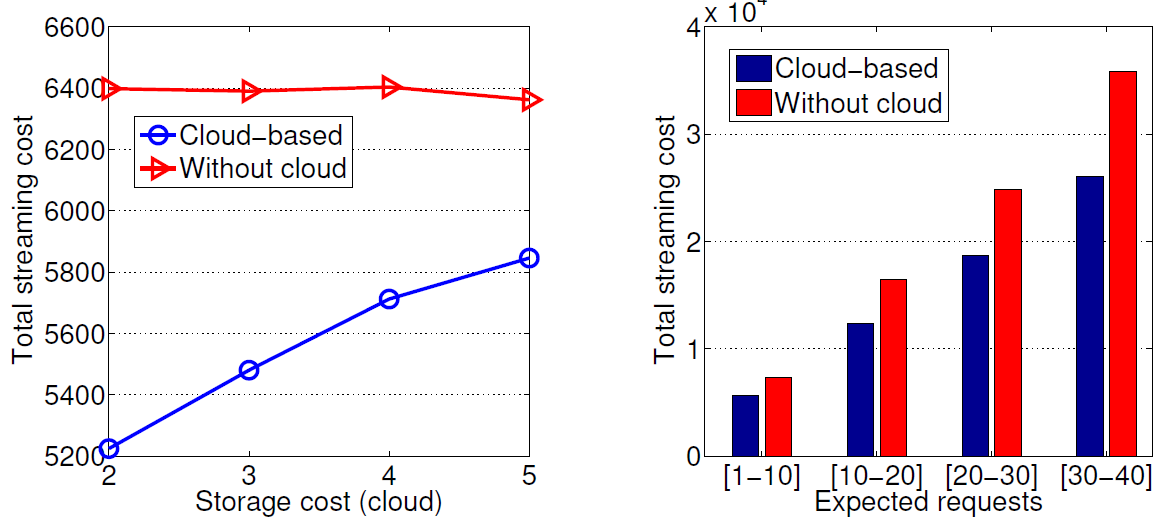 6600
6400
6200
6000
5800
5600
5400
5200
2 3 4 5
Total streaming cost
Storage cost (cloud)
Cloud-based
Without cloud
x 10^4
4
3
2
1
0
[1-10] [10-20] [20-30] [30-40]
Total streaming cost
Expected requests
Cloud-based
Without cloud